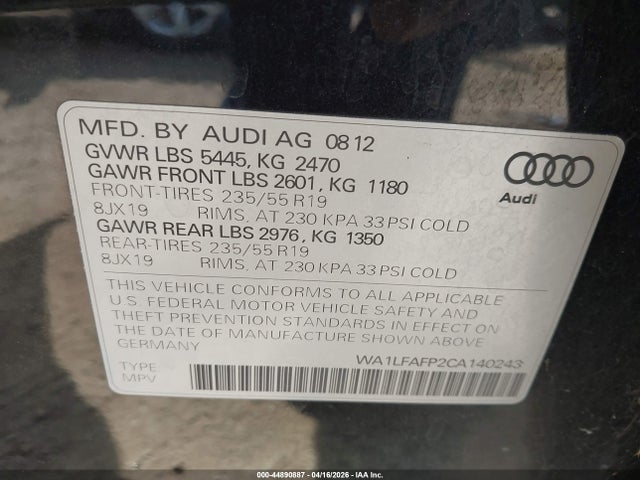 MFD. BY AUDI AG 08 12
GVWR LBS 5445, KG 2470
GAWR FRONT LBS 2601, KG 1180
FRONT-TIRES 235/55 R19
8JX19 RIMS, AT 230 KPA 33 PSI COLD
GAWR REAR LBS 2976, KG 1350
REAR-TIRES 235/55 R19
8JX19 RIMS, AT 230 KPA 33 PSI COLD
Audi
THIS VEHICLE CONFORMS TO ALL APPLICABLE
U.S. FEDERAL MOTOR VEHICLE SAFETY AND
THEFT PREVENTION STANDARDS IN EFFECT ON
THE DATE OF MANUFACTURE SHOWN ABOVE.
GERMANY
WA1LFAFP2CA140243
TYPE:
MPV
000-44890887 - 04/16/2026 - IAA Inc.